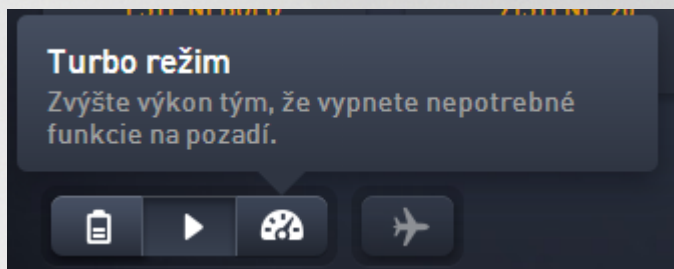 Turbo režim
Zvýšte výkon tým, že vypnete nepotrebné
funkcie na pozadí.